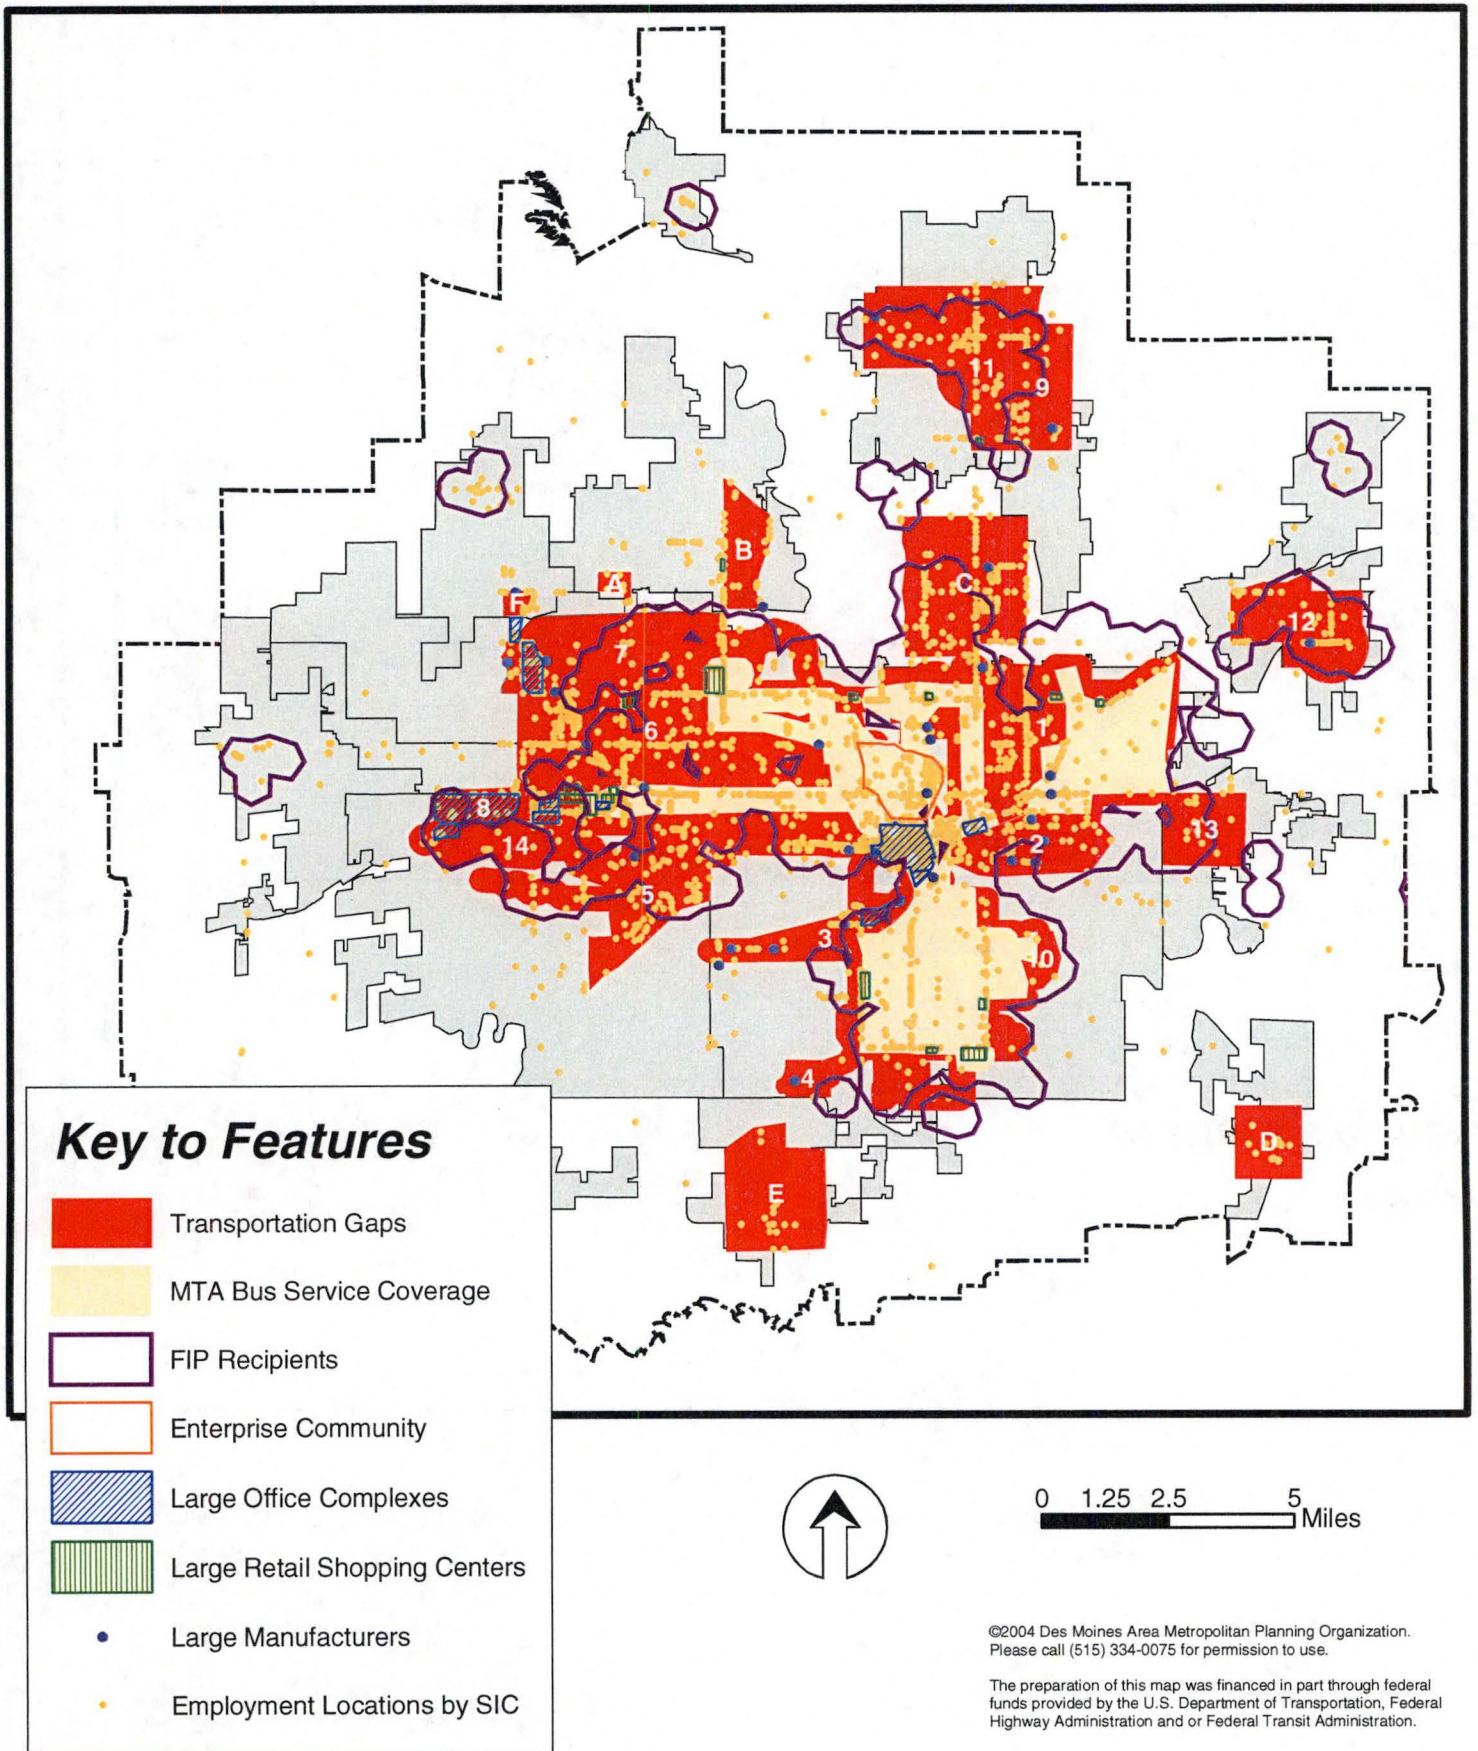 11
9
B
A
F
C
12
7
6
1
8
14
13
2
5
3
10
4
D
E
Key to Features
Transportation Gaps
MTA Bus Service Coverage
FIP Recipients
Enterprise Community
Large Office Complexes
Large Retail Shopping Centers
Large Manufacturers
Employment Locations by SIC
0 1.25 2.5 5
Miles
©2004 Des Moines Area Metropolitan Planning Organization.
Please call (515) 334-0075 for permission to use.
The preparation of this map was financed in part through federal
funds provided by the U.S. Department of Transportation, Federal
Highway Administration and or Federal Transit Administration.